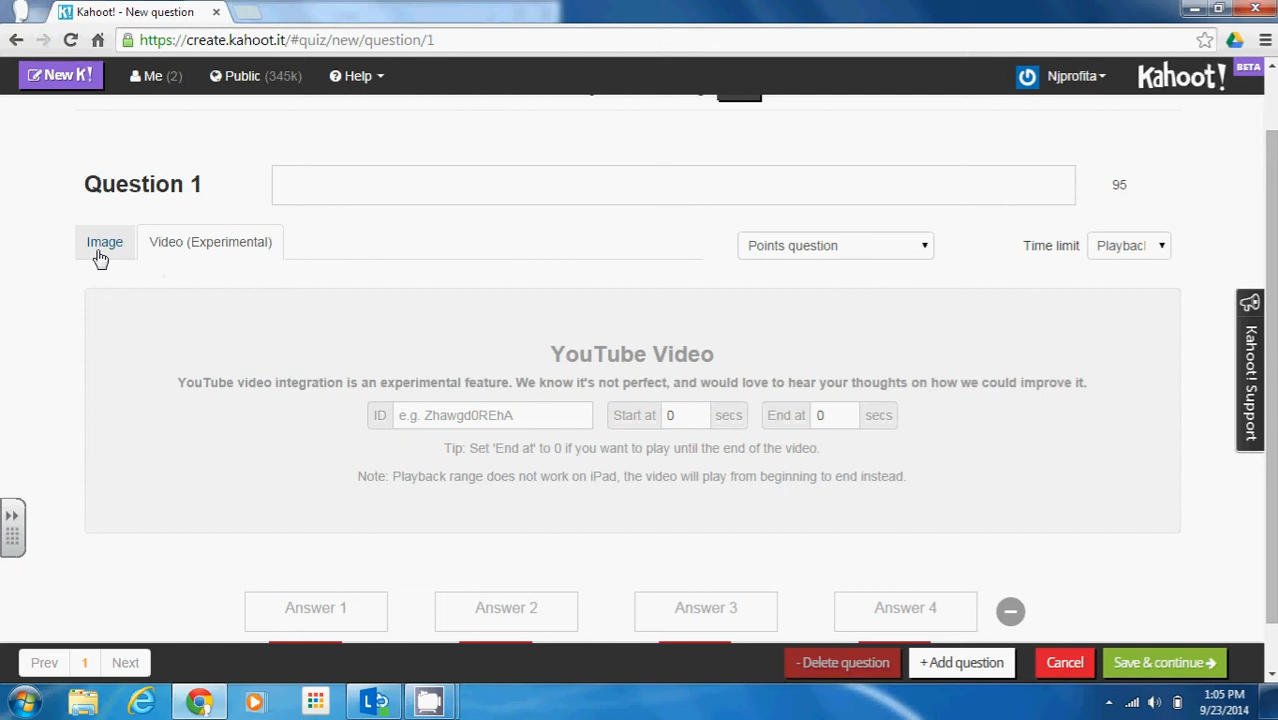 Kahoot! - New question
https://create.kahoot.it/#quiz/new/question/1
New K!
Me (2)
Public (345k)
Help
Njprofita
Kahoot!
BETA
Question 1
95
Image
Video (Experimental)
Points question
Time limit
Playback
YouTube Video
YouTube video integration is an experimental feature. We know it's not perfect, and would love to hear your thoughts on how we could improve it.
ID
e.g. Zhawgd0REhA
Start at
0
secs
End at
0
secs
Tip: Set 'End at' to 0 if you want to play until the end of the video.
Note: Playback range does not work on iPad, the video will play from beginning to end instead.
Kahoot! Support
Answer 1
Answer 2
Answer 3
Answer 4
Prev
1
Next
- Delete question
+ Add question
Cancel
Save & continue
1:05 PM
9/23/2014